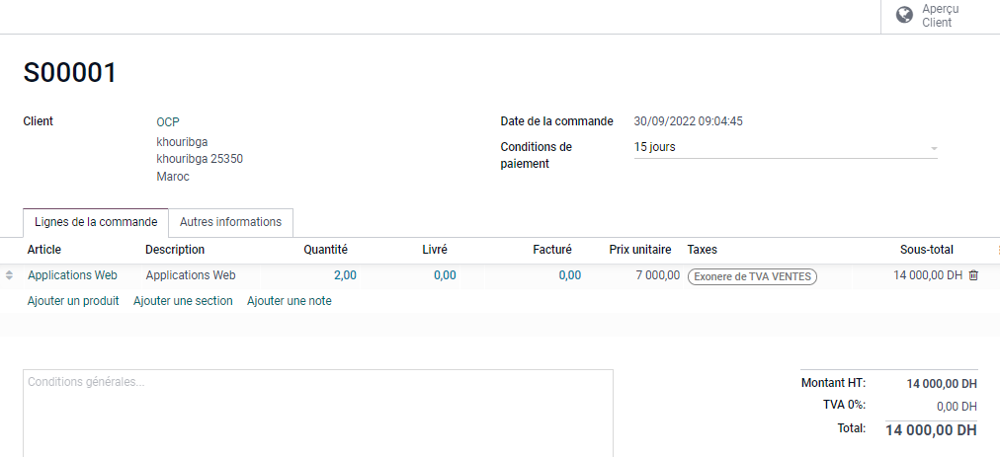 Aperçu
Client
S00001
Client
OCP
khouribga
khouribga 25350
Maroc
Date de la commande 30/09/2022 09:04:45
Conditions de
paiement
15 jours
Lignes de la commande Autres informations
Article Description Quantité Livré Facturé Prix unitaire Taxes Sous-total
Applications Web Applications Web 2,00 0,00 0,00 7 000,00 Exonere de TVA VENTES 14 000,00 DH
Ajouter un produit Ajouter une section Ajouter une note
Conditions générales...
Montant HT: 14 000,00 DH
TVA 0%: 0,00 DH
Total: 14 000,00 DH